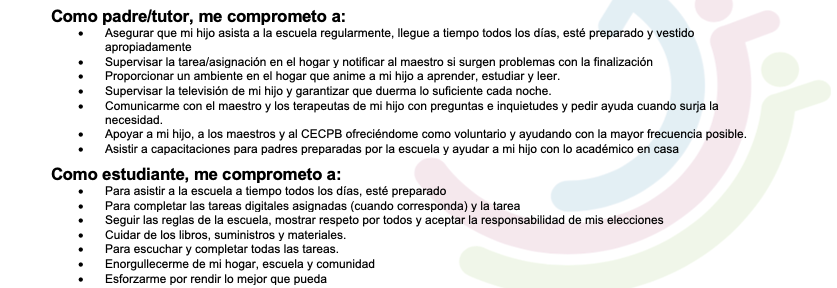 Como padre/tutor, me comprometo a:
• Asegurar que mi hijo asista a la escuela regularmente, llegue a tiempo todos los días, esté preparado y vestido
apropiadamente
• Supervisar la tarea/asignación en el hogar y notificar al maestro si surgen problemas con la finalización
• Proporcionar un ambiente en el hogar que anime a mi hijo a aprender, estudiar y leer.
• Supervisar la televisión de mi hijo y garantizar que duerma lo suficiente cada noche.
• Comunicarme con el maestro y los terapeutas de mi hijo con preguntas e inquietudes y pedir ayuda cuando surja la
necesidad.
• Apoyar a mi hijo, a los maestros y al CECPB ofreciéndome como voluntario y ayudando con la mayor frecuencia posible.
• Asistir a capacitaciones para padres preparadas por la escuela y ayudar a mi hijo con lo académico en casa
Como estudiante, me comprometo a:
• Para asistir a la escuela a tiempo todos los días, esté preparado
• Para completar las tareas digitales asignadas (cuando corresponda) y la tarea
• Seguir las reglas de la escuela, mostrar respeto por todos y aceptar la responsabilidad de mis elecciones
• Cuidar de los libros, suministros y materiales.
• Para escuchar y completar todas las tareas.
• Enorgullecerme de mi hogar, escuela y comunidad
• Esforzarme por rendir lo mejor que pueda